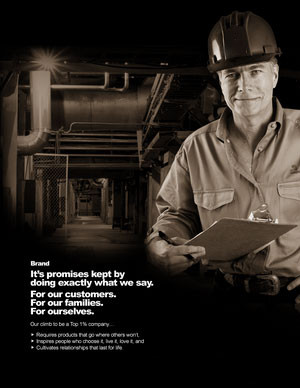 Brand
It's promises kept by
doing exactly what we say.
For our customers.
For our families.
For ourselves.
Our climb to be a Top 1% company...
Requires products that go where others won't,
Inspires people who choose it, live it, love it, and
Cultivates relationships that last for life.